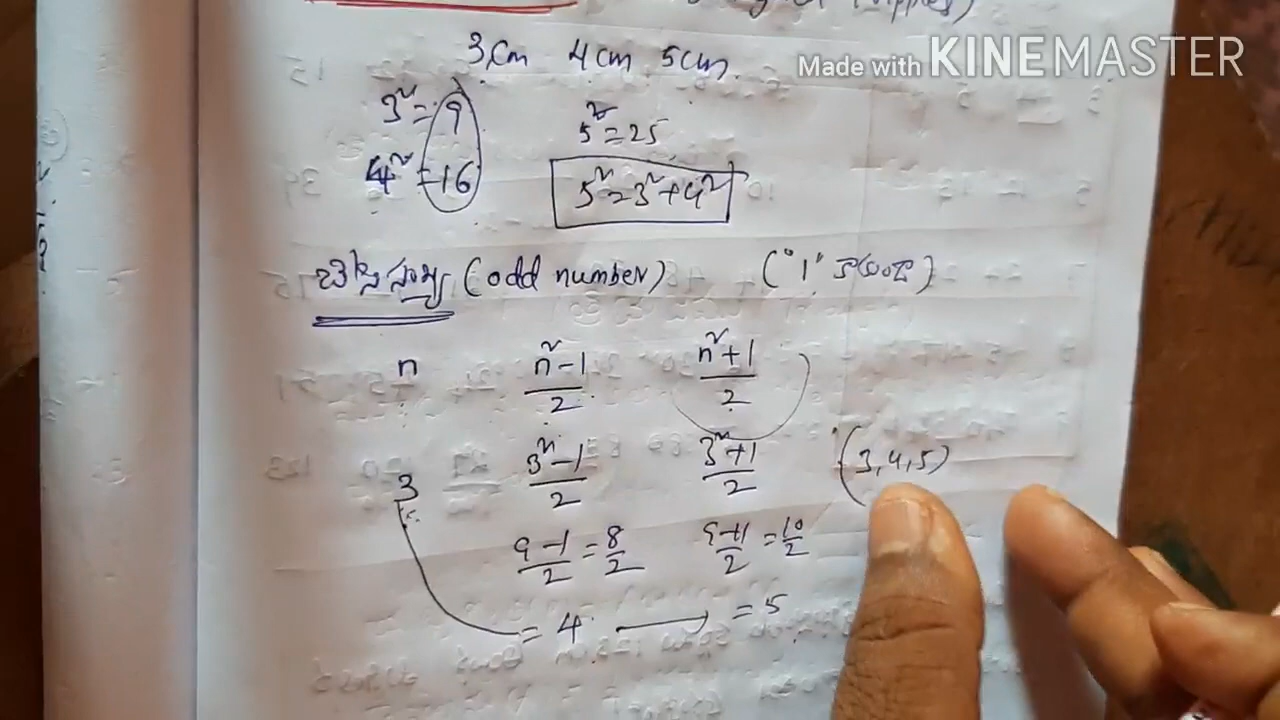 3cm 4cm 5cm.
Made with KINEMASTER
3² = 9
5² = 25
4² = 16
5² = 3² + 4²
బేసి సంఖ్య (odd number) ("1" కాకుండా)
n n²-1/2 n²+1/2
3 3²-1/2 3²+1/2 (3,4,5)
9-1/2 = 8/2 9+1/2 = 10/2
= 4 = 5